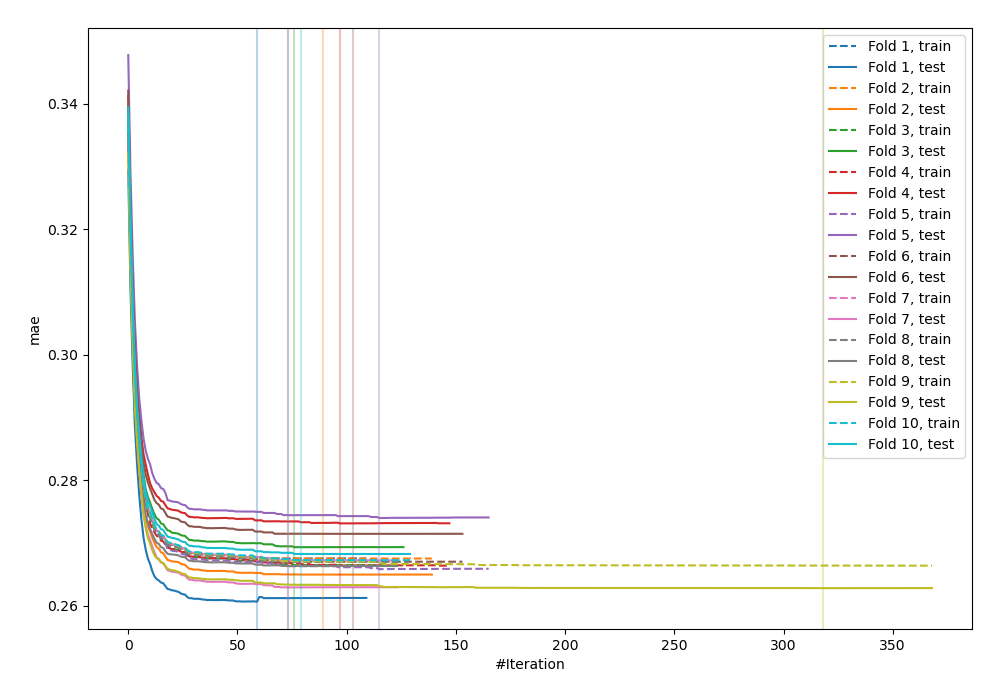 0.34
0.32
0.30
0.28
0.26
mae
0
50
100
150
200
250
300
350
#Iteration
Fold 1, train
Fold 1, test
Fold 2, train
Fold 2, test
Fold 3, train
Fold 3, test
Fold 4, train
Fold 4, test
Fold 5, train
Fold 5, test
Fold 6, train
Fold 6, test
Fold 7, train
Fold 7, test
Fold 8, train
Fold 8, test
Fold 9, train
Fold 9, test
Fold 10, train
Fold 10, test